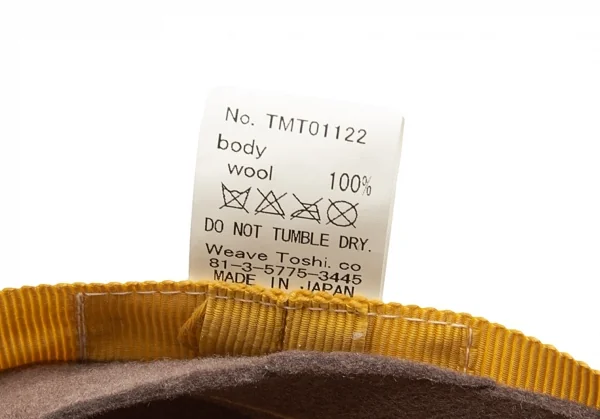 No. TMT01122
body
wool 100%
DO NOT TUMBLE DRY.
Weave Toshi.co
81-3-5775-3445
MADE IN JAPAN